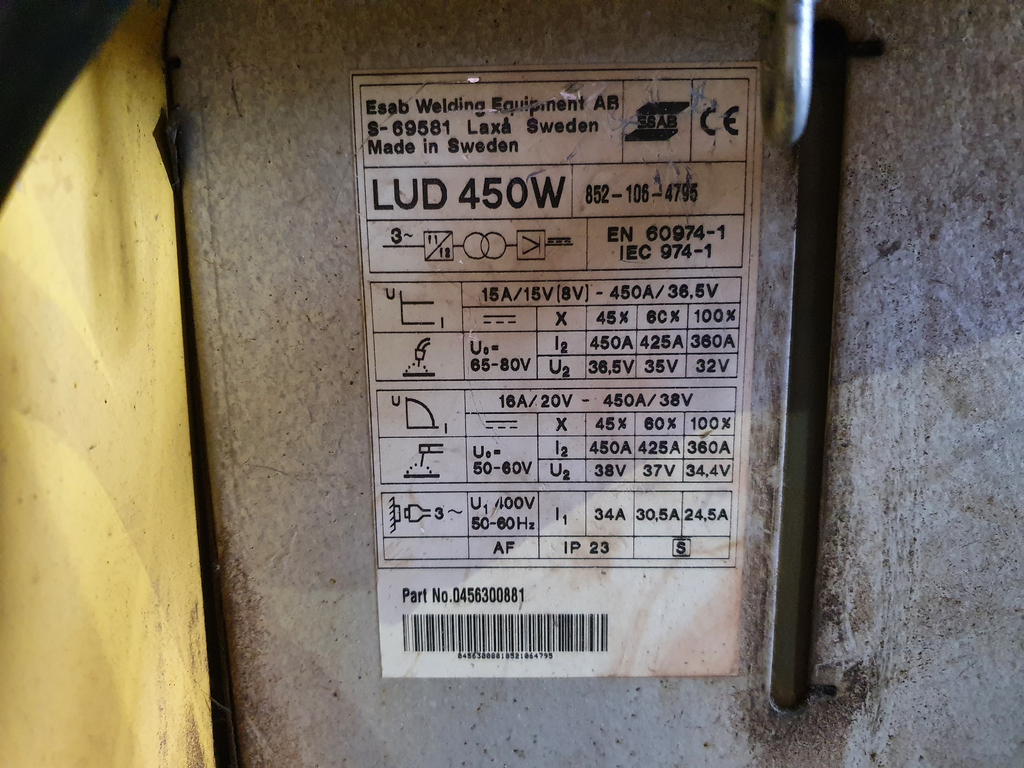 Esab Welding Equipment AB
S-69581 Laxå Sweden
Made in Sweden
ESAB
CE
LUD 450W
852-106-4795
3~ f1/f2
EN 60974-1
IEC 974-1
U I
15A/15V(8V) - 450A/36,5V
X 45% 60% 100%
U₀=
65-80V
I₂ 450A 425A 360A
U₂ 36,5V 35V 32V
U I
16A/20V - 450A/38V
X 45% 60% 100%
U₀=
50-60V
I₂ 450A 425A 360A
U₂ 38V 37V 34,4V
3~
U₁ 400V
50-60Hz
I₁ 34A 30,5A 24,5A
AF IP 23 S
Part No.0456300881
04563008818521064795